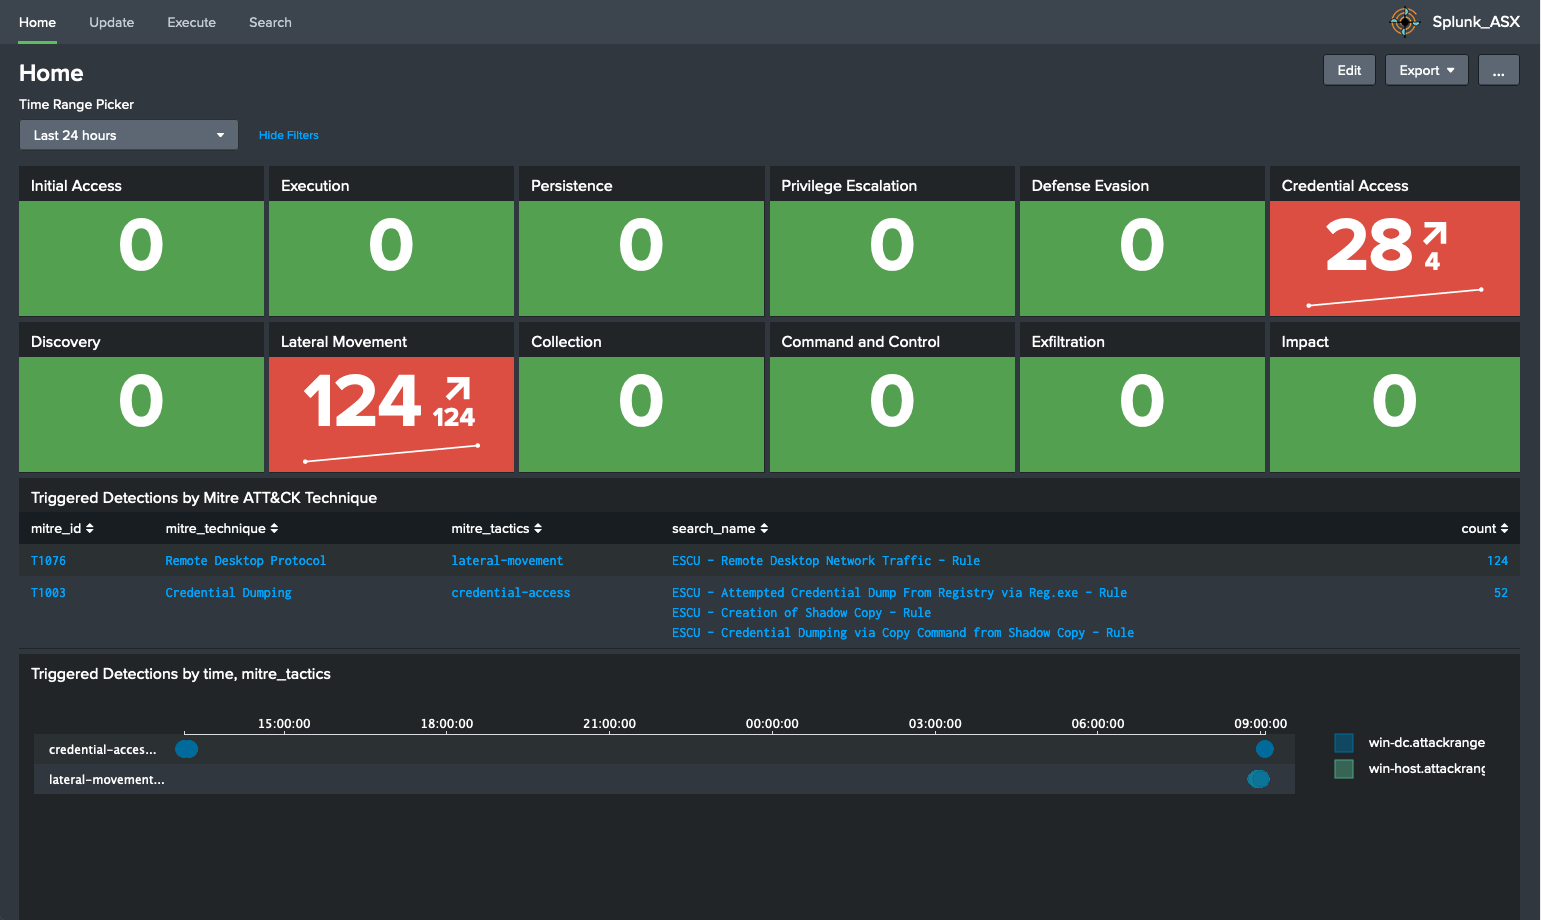 Home Update Execute Search Splunk_ASX
Home Edit Export ...
Time Range Picker
Last 24 hours Hide Filters
Initial Access Execution Persistence Privilege Escalation Defense Evasion Credential Access
0 0 0 0 0 28 4
Discovery Lateral Movement Collection Command and Control Exfiltration Impact
0 124 124 0 0 0 0
Triggered Detections by Mitre ATT&CK Technique
mitre_id mitre_technique mitre_tactics search_name count
T1076 Remote Desktop Protocol lateral-movement ESCU - Remote Desktop Network Traffic - Rule 124
T1003 Credential Dumping credential-access ESCU - Attempted Credential Dump From Registry via Reg.exe - Rule 52
ESCU - Creation of Shadow Copy - Rule
ESCU - Credential Dumping via Copy Command from Shadow Copy - Rule
Triggered Detections by time, mitre_tactics
15:00:00 18:00:00 21:00:00 00:00:00 03:00:00 06:00:00 09:00:00
credential-acces... win-dc.attackrange
lateral-movement... win-host.attackrang